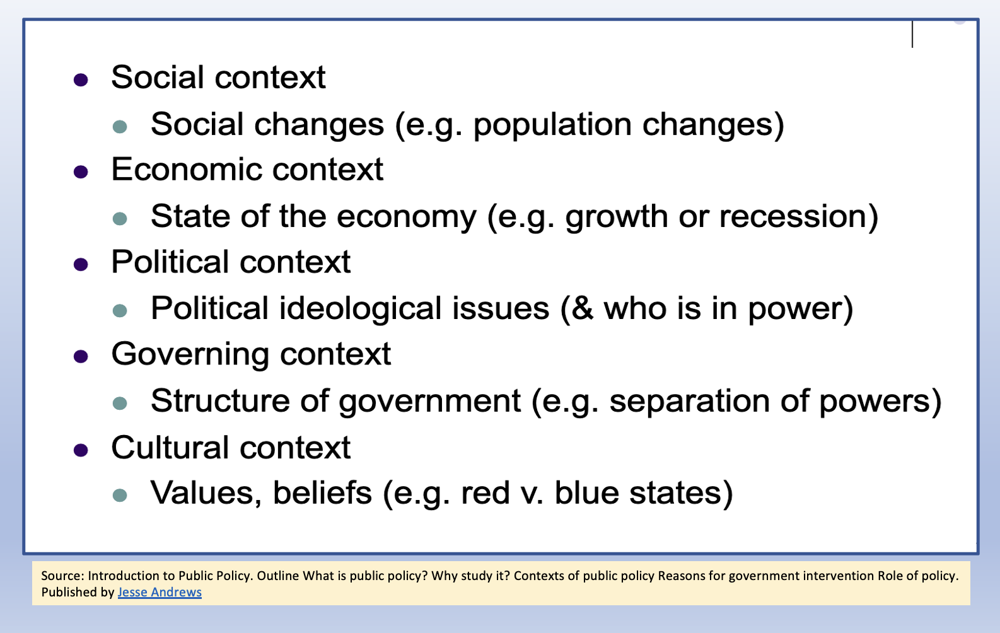 ● Social context
● Social changes (e.g. population changes)
● Economic context
● State of the economy (e.g. growth or recession)
● Political context
● Political ideological issues (& who is in power)
● Governing context
● Structure of government (e.g. separation of powers)
● Cultural context
● Values, beliefs (e.g. red v. blue states)
Source: Introduction to Public Policy. Outline What is public policy? Why study it? Contexts of public policy Reasons for government intervention Role of policy.
Published by Jesse Andrews